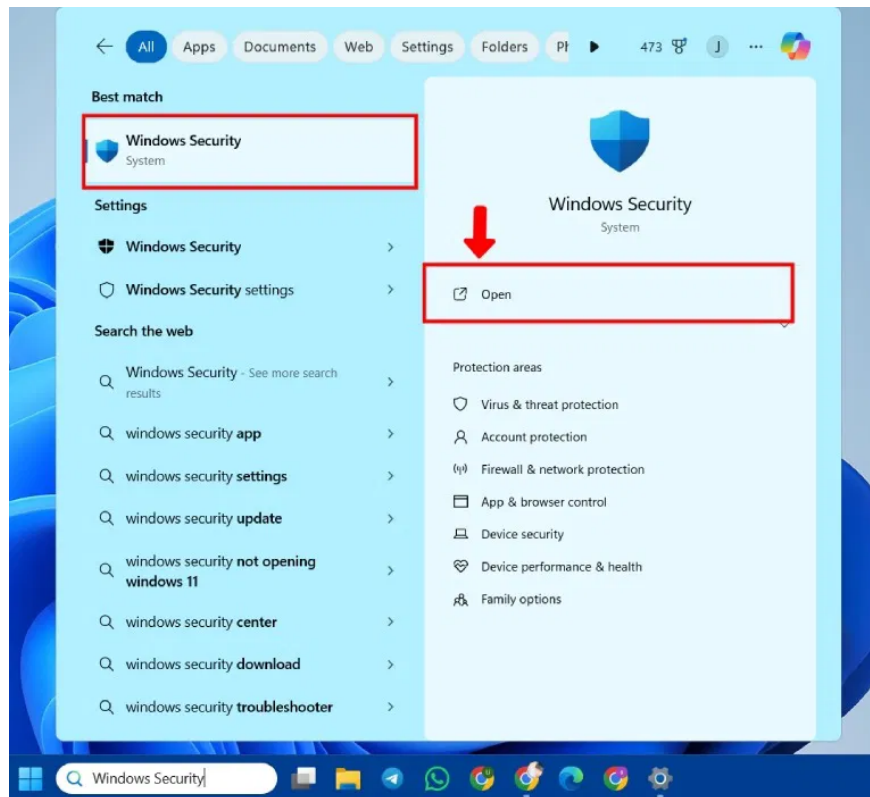 All
Apps
Documents
Web
Settings
Folders
473
J
Best match
Windows Security
System
Settings
Windows Security
Windows Security settings
Search the web
Windows Security - See more search
results
windows security app
windows security settings
windows security update
windows security not opening
windows 11
windows security center
windows security download
windows security troubleshooter
Windows Security
System
Open
Protection areas
Virus & threat protection
Account protection
Firewall & network protection
App & browser control
Device security
Device performance & health
Family options
Windows Security